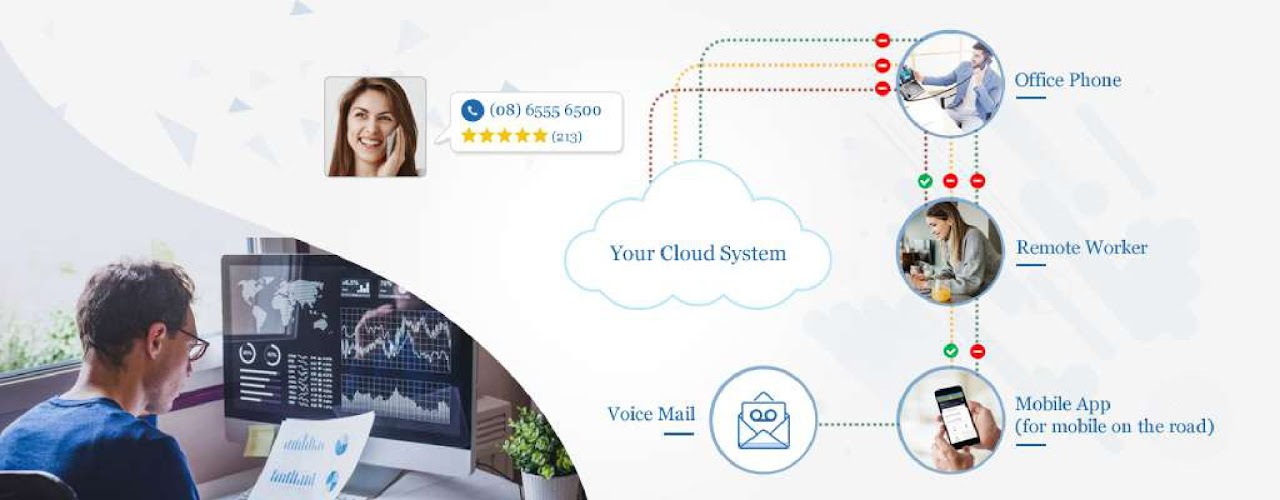 (08) 6555 6500
(213)
Office Phone
Your Cloud System
Remote Worker
Voice Mail
Mobile App
(for mobile on the road)